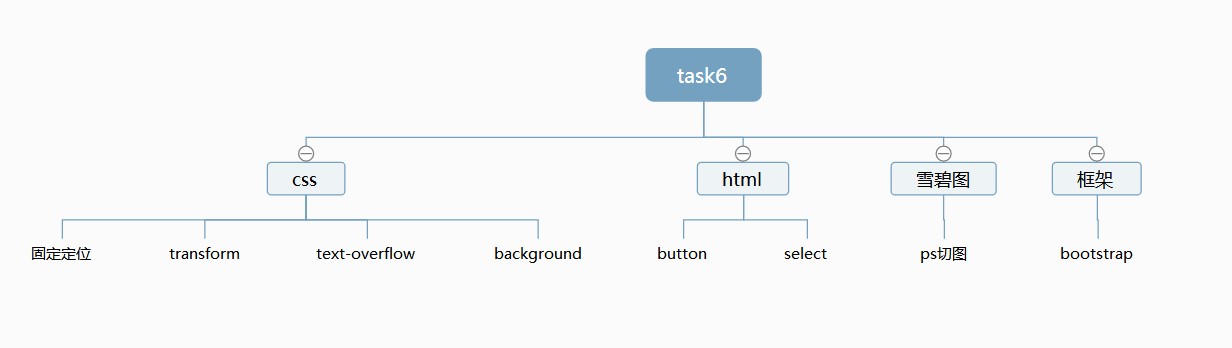 task6
css
html
雪碧图
框架
固定定位
transform
text-overflow
background
button
select
ps切图
bootstrap